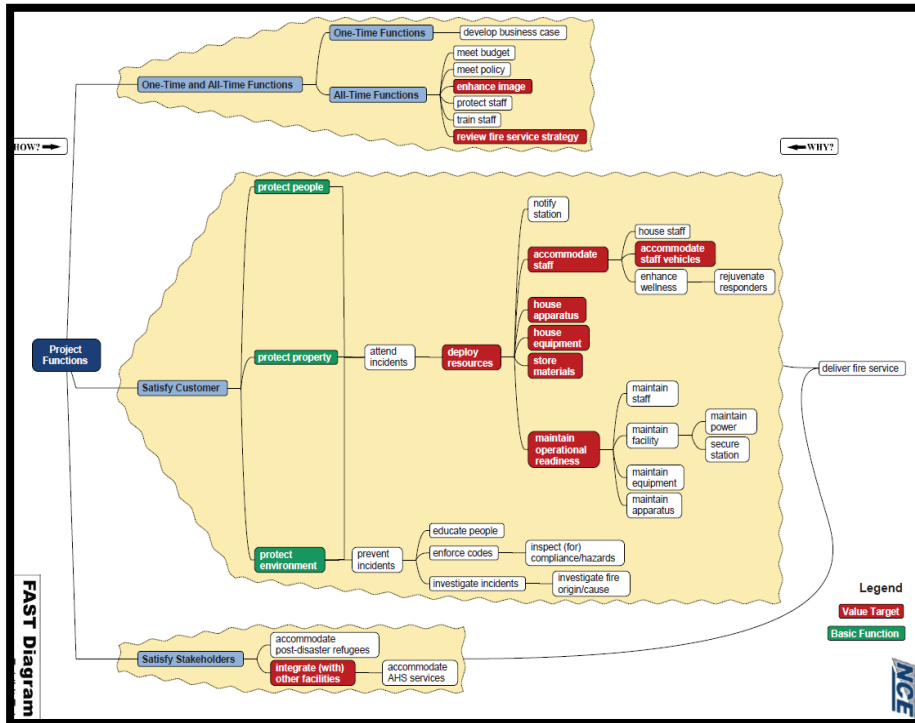 One-Time Functions
develop business case
One-Time and All-Time Functions
All-Time Functions
meet budget
meet policy
enhance image
protect staff
train staff
review fire service strategy
HOW?
WHY?
protect people
notify
station
accommodate
staff
house staff
accommodate
staff vehicles
enhance
wellness
rejuvenate
responders
house
apparatus
house
equipment
store
materials
Project
Functions
protect property
attend
incidents
deploy
resources
deliver fire service
Satisfy Customer
maintain
operational
readiness
maintain
staff
maintain
facility
maintain
power
secure
station
maintain
equipment
maintain
apparatus
protect
environment
prevent
incidents
educate people
enforce codes
inspect (for)
compliance/hazards
investigate incidents
investigate fire
origin/cause
Legend
Value Target
Basic Function
Satisfy Stakeholders
accommodate
post-disaster refugees
integrate (with)
other facilities
accommodate
AHS services
FAST Diagram
NCE